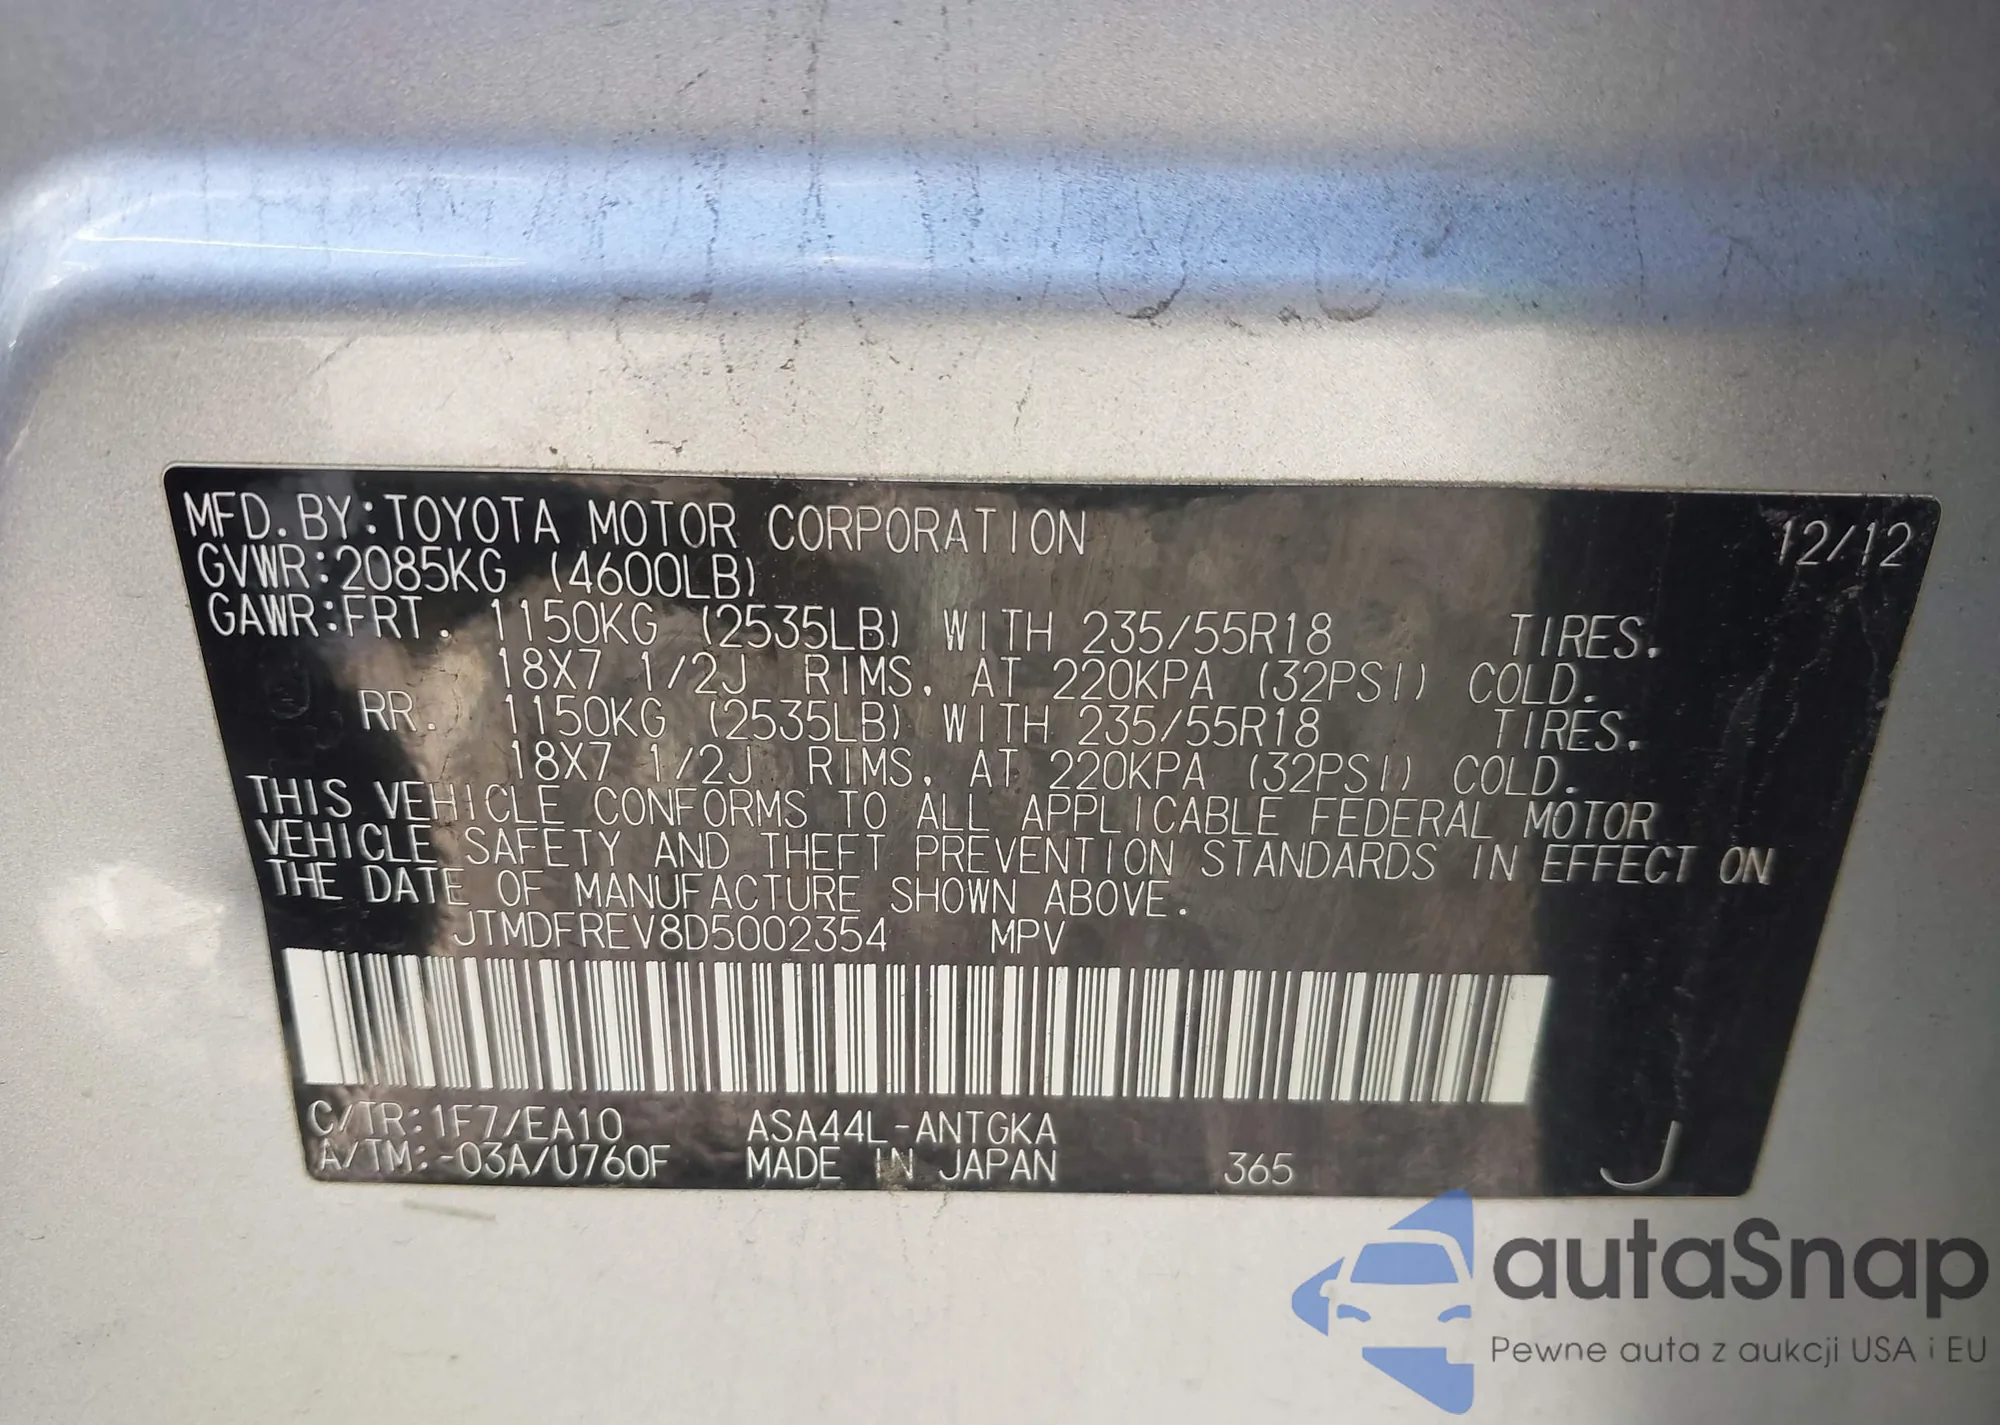 MFD. BY:TOYOTA MOTOR CORPORATION 12/12
GVWR:2085KG (4600LB)
GAWR:FRT. 1150KG (2535LB) WITH 235/55R18 TIRES.
18X7 1/2J RIMS, AT 220KPA (32PSI) COLD.
RR. 1150KG (2535LB) WITH 235/55R18 TIRES.
18X7 1/2J RIMS, AT 220KPA (32PSI) COLD.
THIS VEHICLE CONFORMS TO ALL APPLICABLE FEDERAL MOTOR
VEHICLE SAFETY AND THEFT PREVENTION STANDARDS IN EFFECT ON
THE DATE OF MANUFACTURE SHOWN ABOVE.
JTMDFREV8D5002354 MPV
C/TR:1F7/EA10 ASA44L-ANTGKA
A/TM:-03A/U760F MADE IN JAPAN 365 J
autaSnap
Pewne auta z aukcji USA i EU